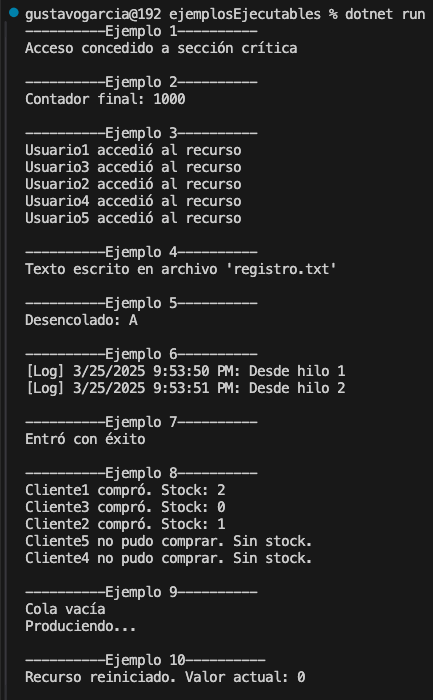 gustavogarcia@192 ejemplosEjecutables % dotnet run
----------Ejemplo 1----------
Acceso concedido a sección crítica
----------Ejemplo 2----------
Contador final: 1000
----------Ejemplo 3----------
Usuario1 accedió al recurso
Usuario3 accedió al recurso
Usuario2 accedió al recurso
Usuario4 accedió al recurso
Usuario5 accedió al recurso
----------Ejemplo 4----------
Texto escrito en archivo 'registro.txt'
----------Ejemplo 5----------
Desencolado: A
----------Ejemplo 6----------
[Log] 3/25/2025 9:53:50 PM: Desde hilo 1
[Log] 3/25/2025 9:53:51 PM: Desde hilo 2
----------Ejemplo 7----------
Entró con éxito
----------Ejemplo 8----------
Cliente1 compró. Stock: 2
Cliente3 compró. Stock: 0
Cliente2 compró. Stock: 1
Cliente5 no pudo comprar. Sin stock.
Cliente4 no pudo comprar. Sin stock.
----------Ejemplo 9----------
Cola vacía
Produciendo...
----------Ejemplo 10----------
Recurso reiniciado. Valor actual: 0